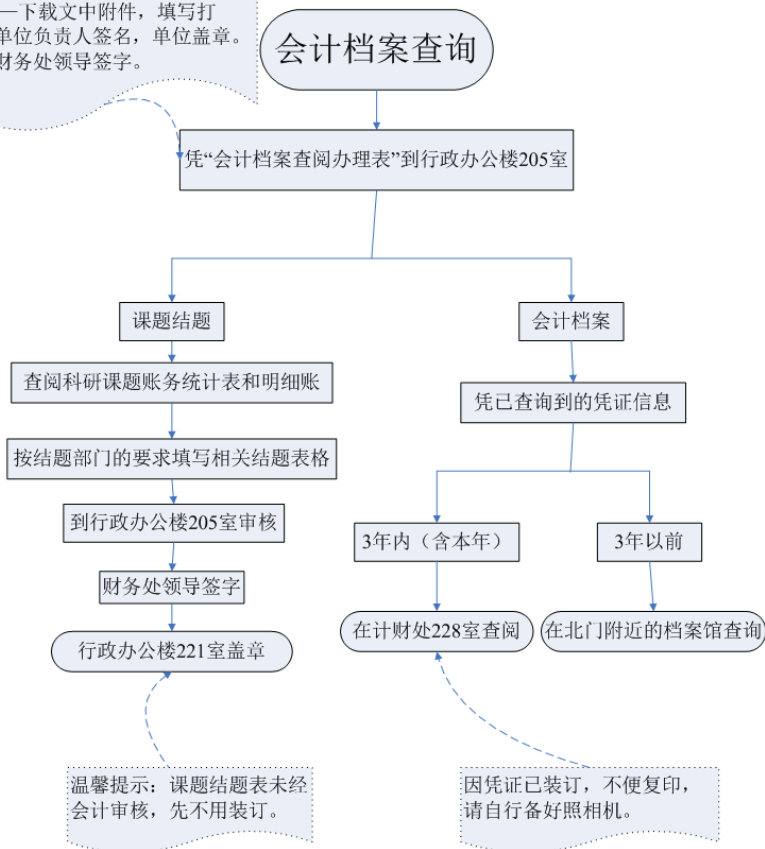 —下载文中附件，填写打
单位负责人签名，单位盖章。
财务处领导签字。
会计档案查询
凭“会计档案查阅办理表”到行政办公楼205室
课题结题
会计档案
查阅科研课题账务统计表和明细账
凭已查询到的凭证信息
按结题部门的要求填写相关结题表格
到行政办公楼205室审核
3年内（含本年）
3年以前
财务处领导签字
行政办公楼221室盖章
在计财处228室查阅
在北门附近的档案馆查询
温馨提示：课题结题表未经
会计审核，先不用装订。
因凭证已装订，不便复印，
请自行备好照相机。